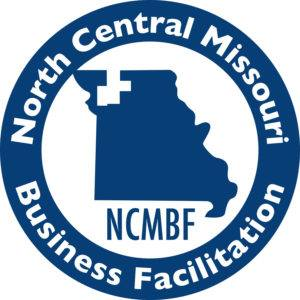 North Central Missouri
NCMBF
Business Facilitation